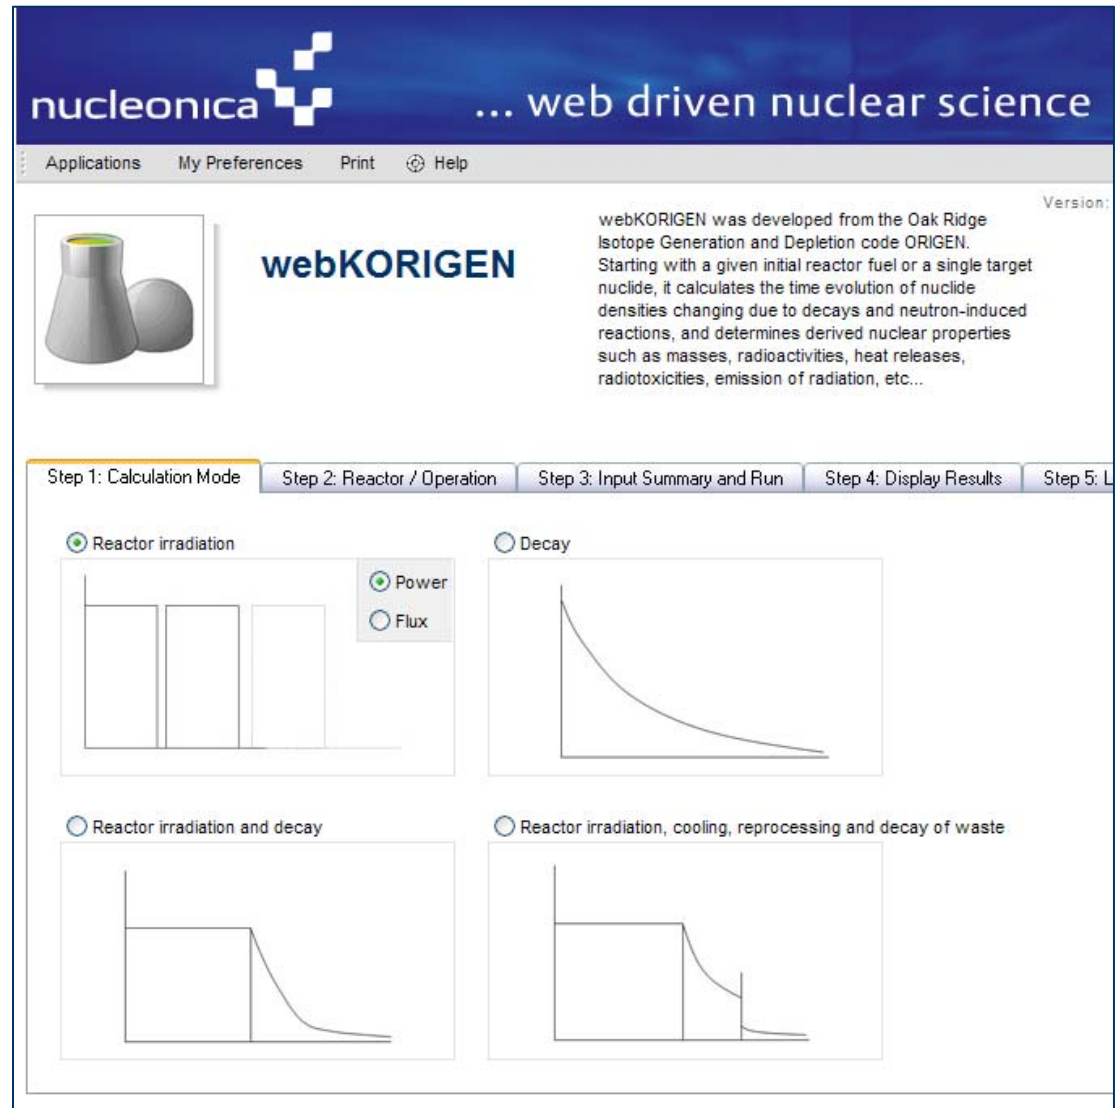 nucleonica
... web driven nuclear science
Applications My Preferences Print Help
Version:
webKORIGEN
webKORIGEN was developed from the Oak Ridge
Isotope Generation and Depletion code ORIGEN.
Starting with a given initial reactor fuel or a single target
nuclide, it calculates the time evolution of nuclide
densities changing due to decays and neutron-induced
reactions, and determines derived nuclear properties
such as masses, radioactivities, heat releases,
radiotoxicities, emission of radiation, etc...
Step 1: Calculation Mode Step 2: Reactor / Operation Step 3: Input Summary and Run Step 4: Display Results Step 5: L
Reactor irradiation
Power
Flux
Decay
Reactor irradiation and decay
Reactor irradiation, cooling, reprocessing and decay of waste